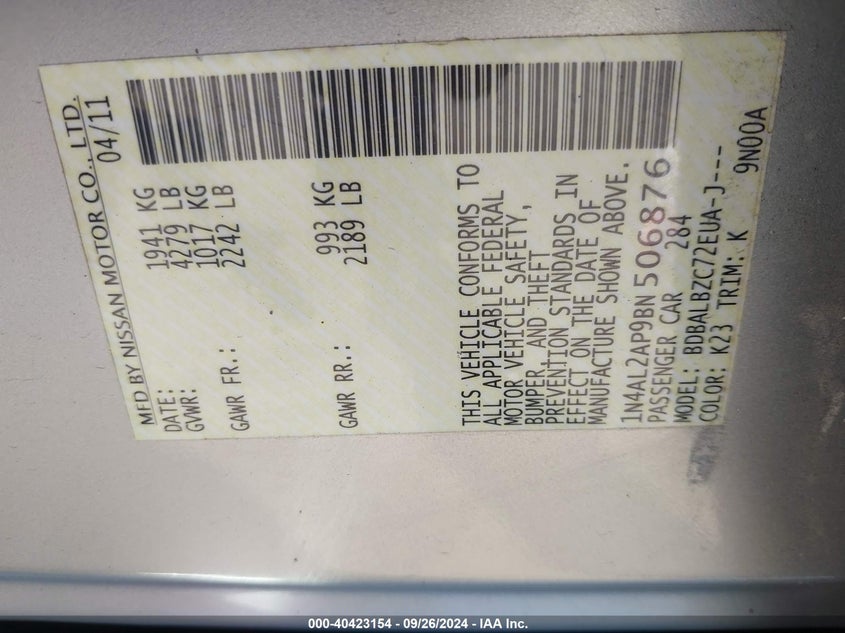 MFD BY NISSAN MOTOR CO., LTD.
DATE: 04/11
GVWR: 1941 KG
4279 LB
GAWR FR.: 1017 KG
2242 LB
GAWR RR.: 993 KG
2189 LB
THIS VEHICLE CONFORMS TO
ALL APPLICABLE FEDERAL
MOTOR VEHICLE SAFETY,
BUMPER, AND THEFT
PREVENTION STANDARDS IN
EFFECT ON THE DATE OF
MANUFACTURE SHOWN ABOVE.
1N4AL2AP9BN506876
PASSENGER CAR 284
MODEL: BDBALBZC72EUA-J---
COLOR: K23 TRIM: K 9N00A
000-40423154 - 09/26/2024 - IAA Inc.